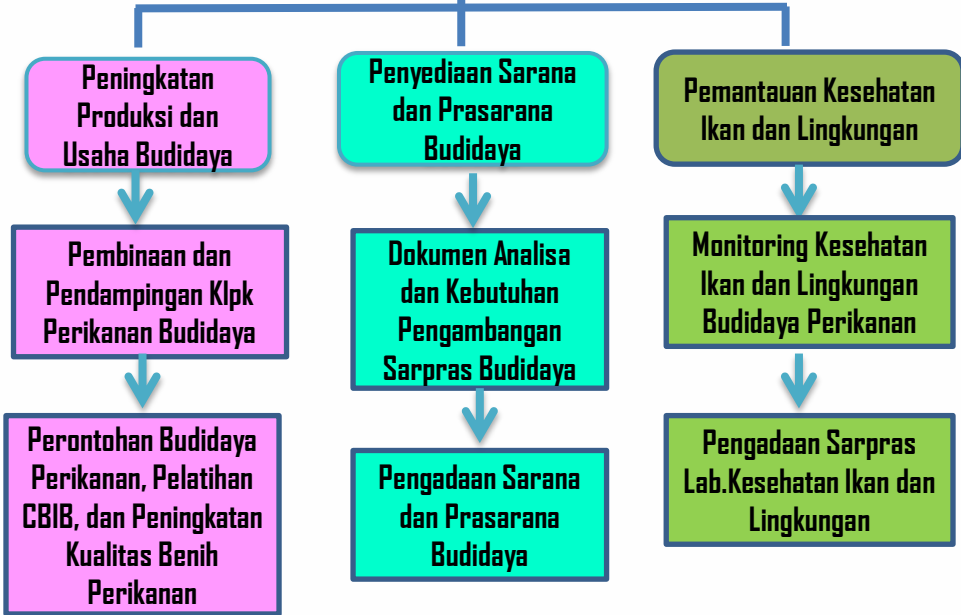 Peningkatan
Produksi dan
Usaha Budidaya
Penyediaan Sarana
dan Prasarana
Budidaya
Pemantauan Kesehatan
Ikan dan Lingkungan
Pembinaan dan
Pendampingan Klpk
Perikanan Budidaya
Dokumen Analisa
dan Kebutuhan
Pengambangan
Sarpras Budidaya
Monitoring Kesehatan
Ikan dan Lingkungan
Budidaya Perikanan
Perontohan Budidaya
Perikanan, Pelatihan
CBIB, dan Peningkatan
Kualitas Benih
Perikanan
Pengadaan Sarana
dan Prasarana
Budidaya
Pengadaan Sarpras
Lab.Kesehatan Ikan dan
Lingkungan